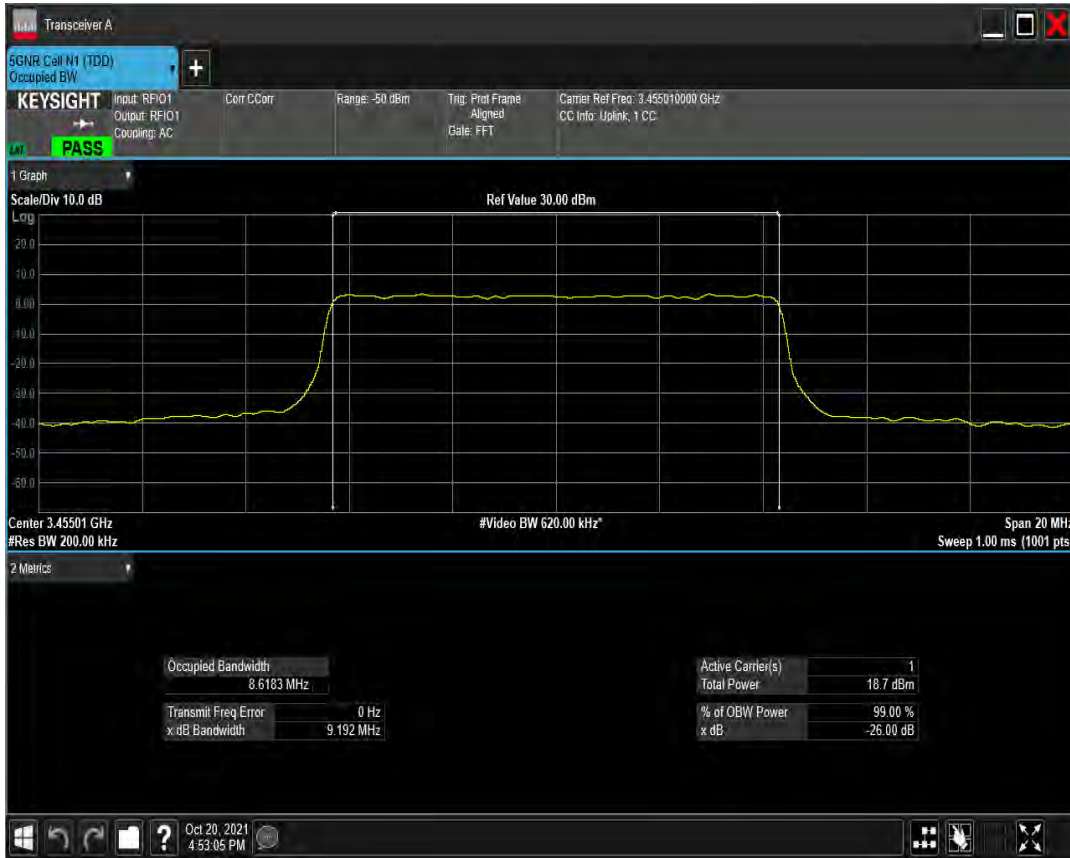 Transceiver A
5GNR Cell N1 (TDD)
Occupied BW
+
KEYSIGHT
Input: RFIO1
Output: RFIO1
Coupling: AC
Corr CCorr
Range: -50 dBm
Trig: Prot Frame
Aligned
Gate: FFT
Carrier Ref Freq: 3.455010000 GHz
CC Info: Uplink, 1 CC
PASS
1 Graph
Scale/Div 10.0 dB
Ref Value 30.00 dBm
Log
20.0
10.0
0.00
-10.0
-20.0
-30.0
-40.0
-50.0
-60.0
Center 3.45501 GHz
#Video BW 620.00 kHz*
Span 20 MHz
#Res BW 200.00 kHz
Sweep 1.00 ms (1001 pts
2 Metrics
Occupied Bandwidth
8.6183 MHz
Transmit Freq Error 0 Hz
x dB Bandwidth 9.192 MHz
Active Carrier(s) 1
Total Power 18.7 dBm
% of OBW Power 99.00 %
x dB -26.00 dB
?
Oct 20, 2021
4:53:05 PM